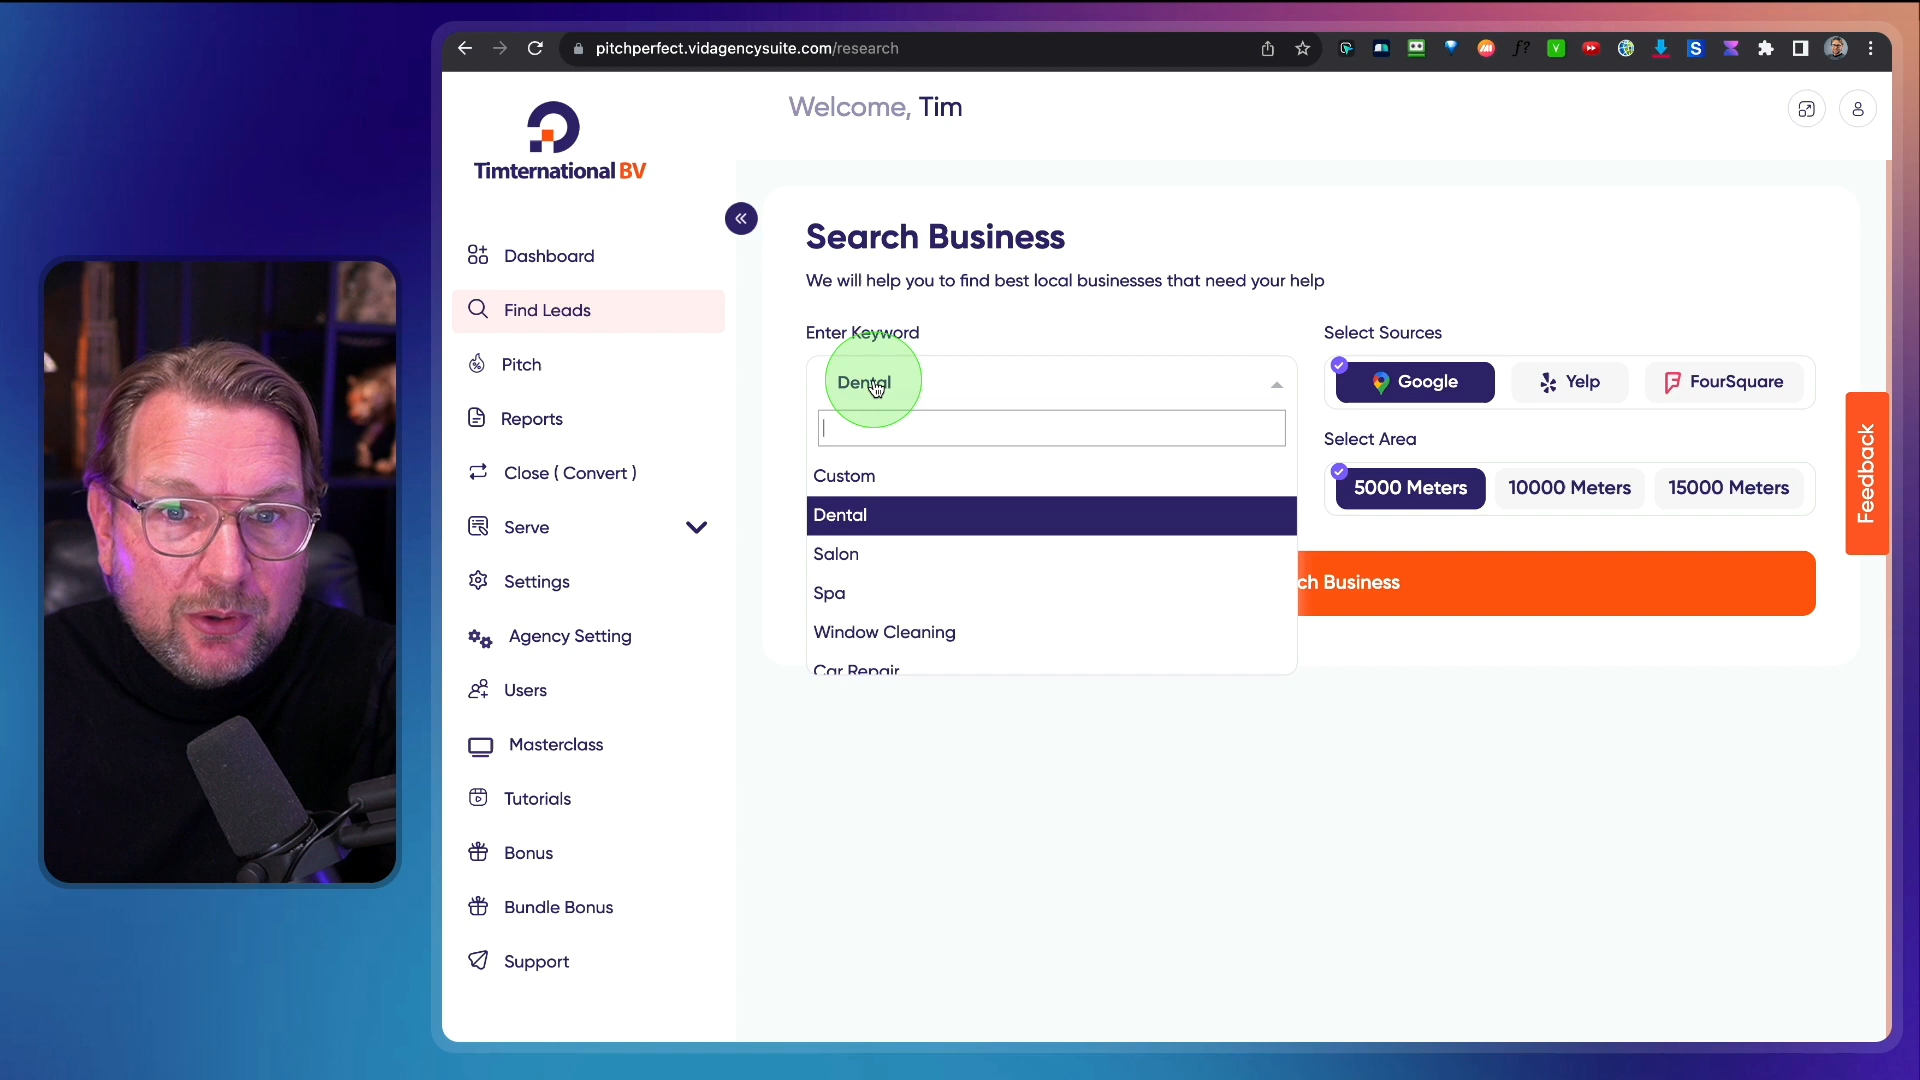 pitchperfect.vidagencysuite.com/research
Timternational BV
Welcome, Tim
Dashboard
Find Leads
Pitch
Reports
Close ( Convert )
Serve
Settings
Agency Setting
Users
Masterclass
Tutorials
Bonus
Bundle Bonus
Support
Search Business
We will help you to find best local businesses that need your help
Enter Keyword
Dental
Custom
Dental
Salon
Spa
Window Cleaning
Car Repair
Select Sources
Google
Yelp
FourSquare
Select Area
5000 Meters
10000 Meters
15000 Meters
ch Business
Feedback